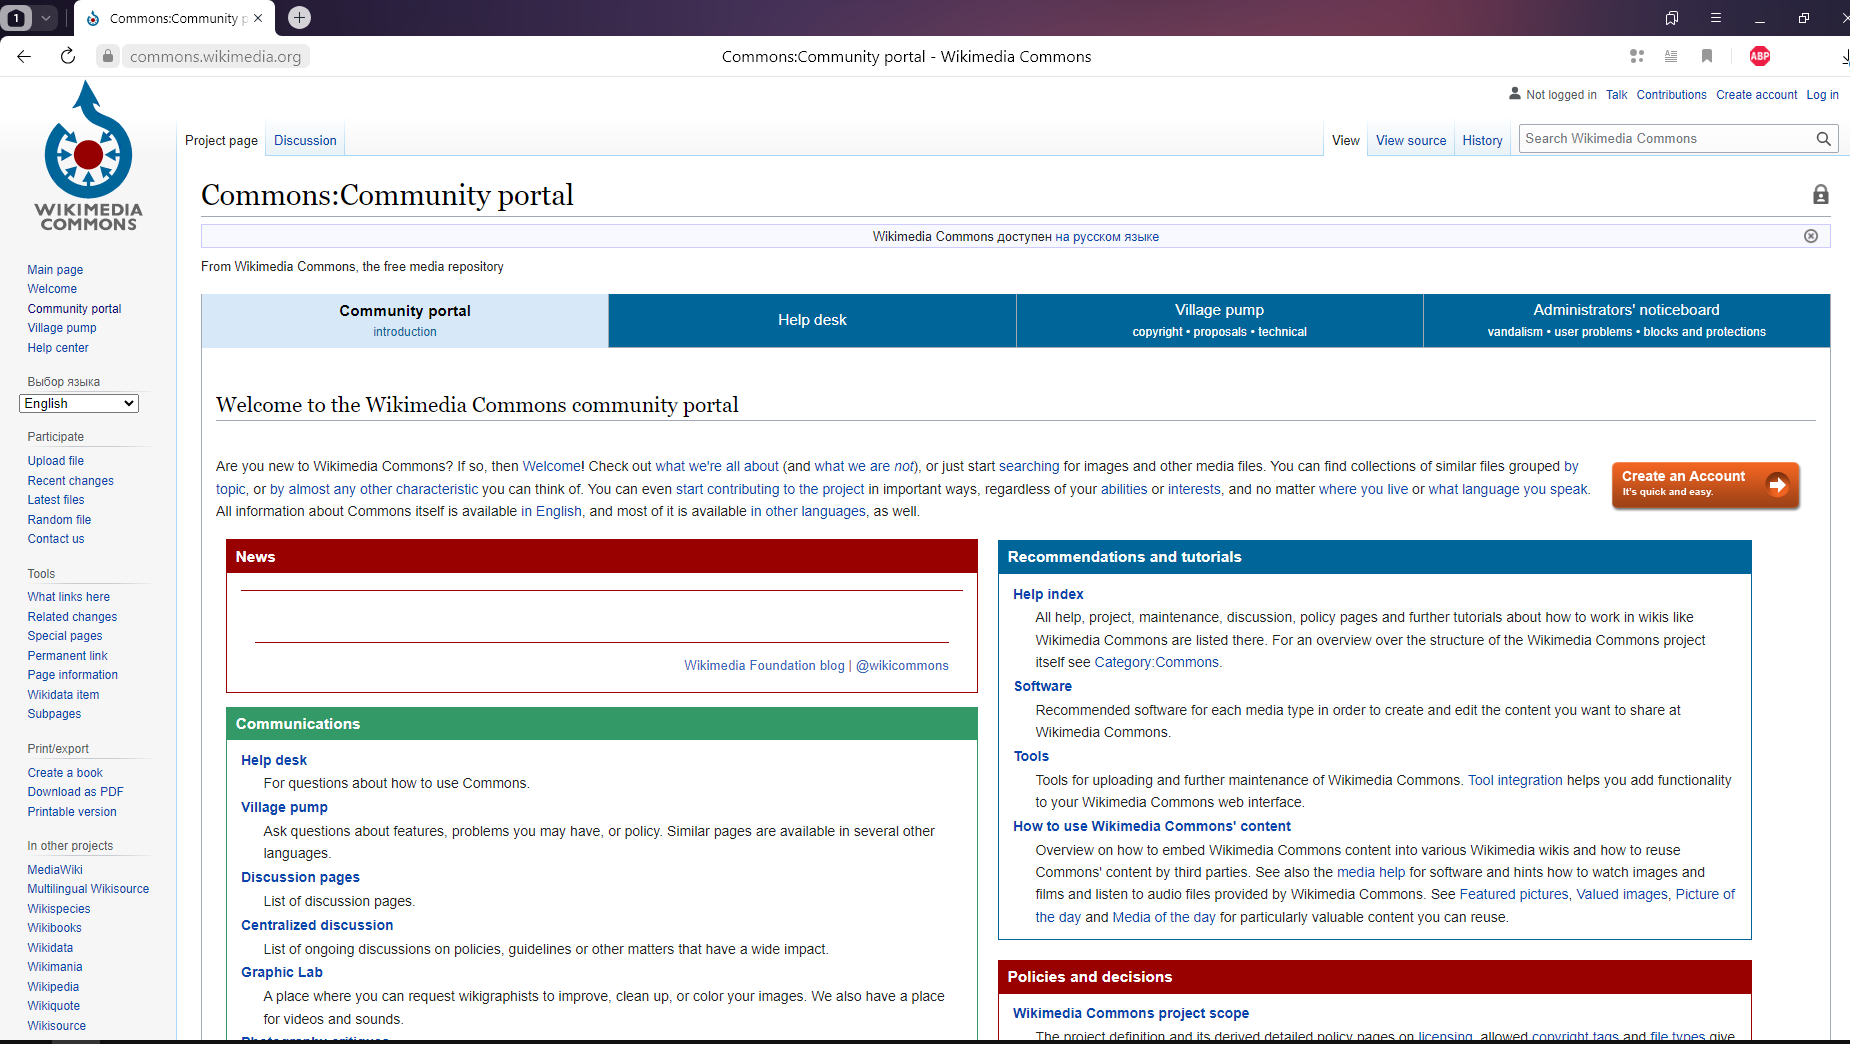 1
Commons:Community p
commons.wikimedia.org
Commons:Community portal - Wikimedia Commons
ABP
Not logged in Talk Contributions Create account Log in
WIKIMEDIA
COMMONS
Project page Discussion
View View source History Search Wikimedia Commons
Commons:Community portal
Wikimedia Commons доступен на русском языке
From Wikimedia Commons, the free media repository
Main page
Welcome
Community portal
Village pump
Help center
Выбор языка
English
Participate
Upload file
Recent changes
Latest files
Random file
Contact us
Tools
What links here
Related changes
Special pages
Permanent link
Page information
Wikidata item
Subpages
Print/export
Create a book
Download as PDF
Printable version
In other projects
MediaWiki
Multilingual Wikisource
Wikispecies
Wikibooks
Wikidata
Wikimania
Wikipedia
Wikiquote
Wikisource
Community portal
introduction
Help desk
Village pump
copyright • proposals • technical
Administrators' noticeboard
vandalism • user problems • blocks and protections
Welcome to the Wikimedia Commons community portal
Are you new to Wikimedia Commons? If so, then Welcome! Check out what we're all about (and what we are not), or just start searching for images and other media files. You can find collections of similar files grouped by
topic, or by almost any other characteristic you can think of. You can even start contributing to the project in important ways, regardless of your abilities or interests, and no matter where you live or what language you speak.
All information about Commons itself is available in English, and most of it is available in other languages, as well.
Create an Account
It's quick and easy.
News
Wikimedia Foundation blog | @wikicommons
Communications
Help desk
For questions about how to use Commons.
Village pump
Ask questions about features, problems you may have, or policy. Similar pages are available in several other
languages.
Discussion pages
List of discussion pages.
Centralized discussion
List of ongoing discussions on policies, guidelines or other matters that have a wide impact.
Graphic Lab
A place where you can request wikigraphists to improve, clean up, or color your images. We also have a place
for videos and sounds.
Photography critiques
Recommendations and tutorials
Help index
All help, project, maintenance, discussion, policy pages and further tutorials about how to work in wikis like
Wikimedia Commons are listed there. For an overview over the structure of the Wikimedia Commons project
itself see Category:Commons.
Software
Recommended software for each media type in order to create and edit the content you want to share at
Wikimedia Commons.
Tools
Tools for uploading and further maintenance of Wikimedia Commons. Tool integration helps you add functionality
to your Wikimedia Commons web interface.
How to use Wikimedia Commons' content
Overview on how to embed Wikimedia Commons content into various Wikimedia wikis and how to reuse
Commons' content by third parties. See also the media help for software and hints how to watch images and
films and listen to audio files provided by Wikimedia Commons. See Featured pictures, Valued images, Picture of
the day and Media of the day for particularly valuable content you can reuse.
Policies and decisions
Wikimedia Commons project scope
The project definition and its derived detailed policy pages on licensing, allowed copyright tags and file types give